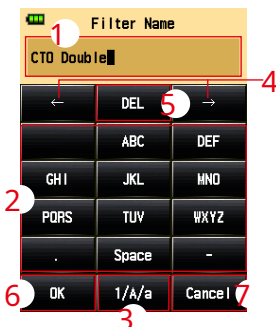 Filter Name
1
CTO Double
4
← DEL 5 →
ABC DEF
GHI JKL MNO
2
PQRS TUV WXYZ
. Space -
6 OK 1/A/a Cancel 7
3